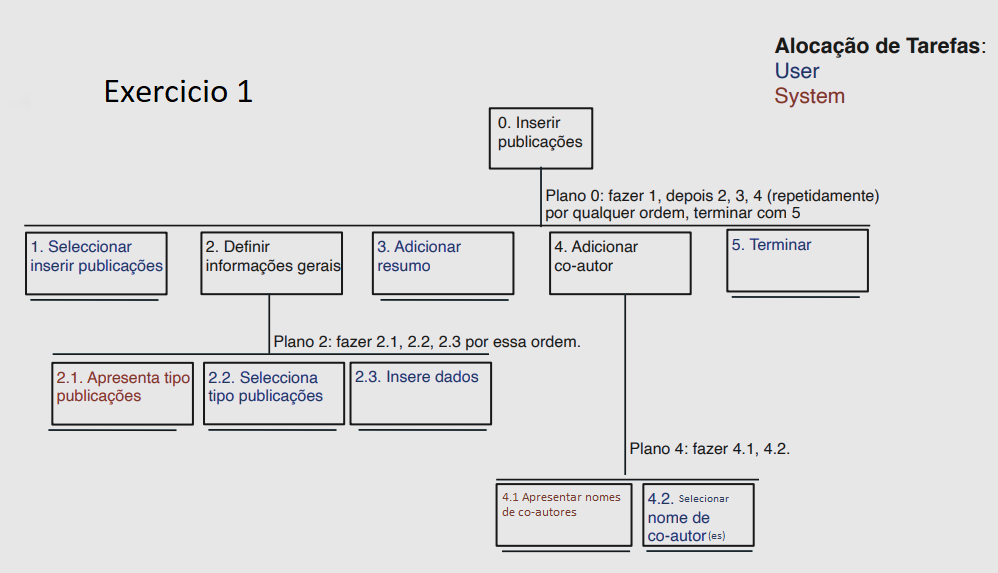 Alocação de Tarefas:
User
System
Exercicio 1
0. Inserir
publicações
Plano 0: fazer 1, depois 2, 3, 4 (repetidamente)
por qualquer ordem, terminar com 5
1. Seleccionar
inserir publicações
2. Definir
informações gerais
3. Adicionar
resumo
4. Adicionar
co-autor
5. Terminar
Plano 2: fazer 2.1, 2.2, 2.3 por essa ordem.
2.1. Apresenta tipo
publicações
2.2. Selecciona
tipo publicações
2.3. Insere dados
Plano 4: fazer 4.1, 4.2.
4.1 Apresentar nomes
de co-autores
4.2. Selecionar
nome de
co-autor(es)